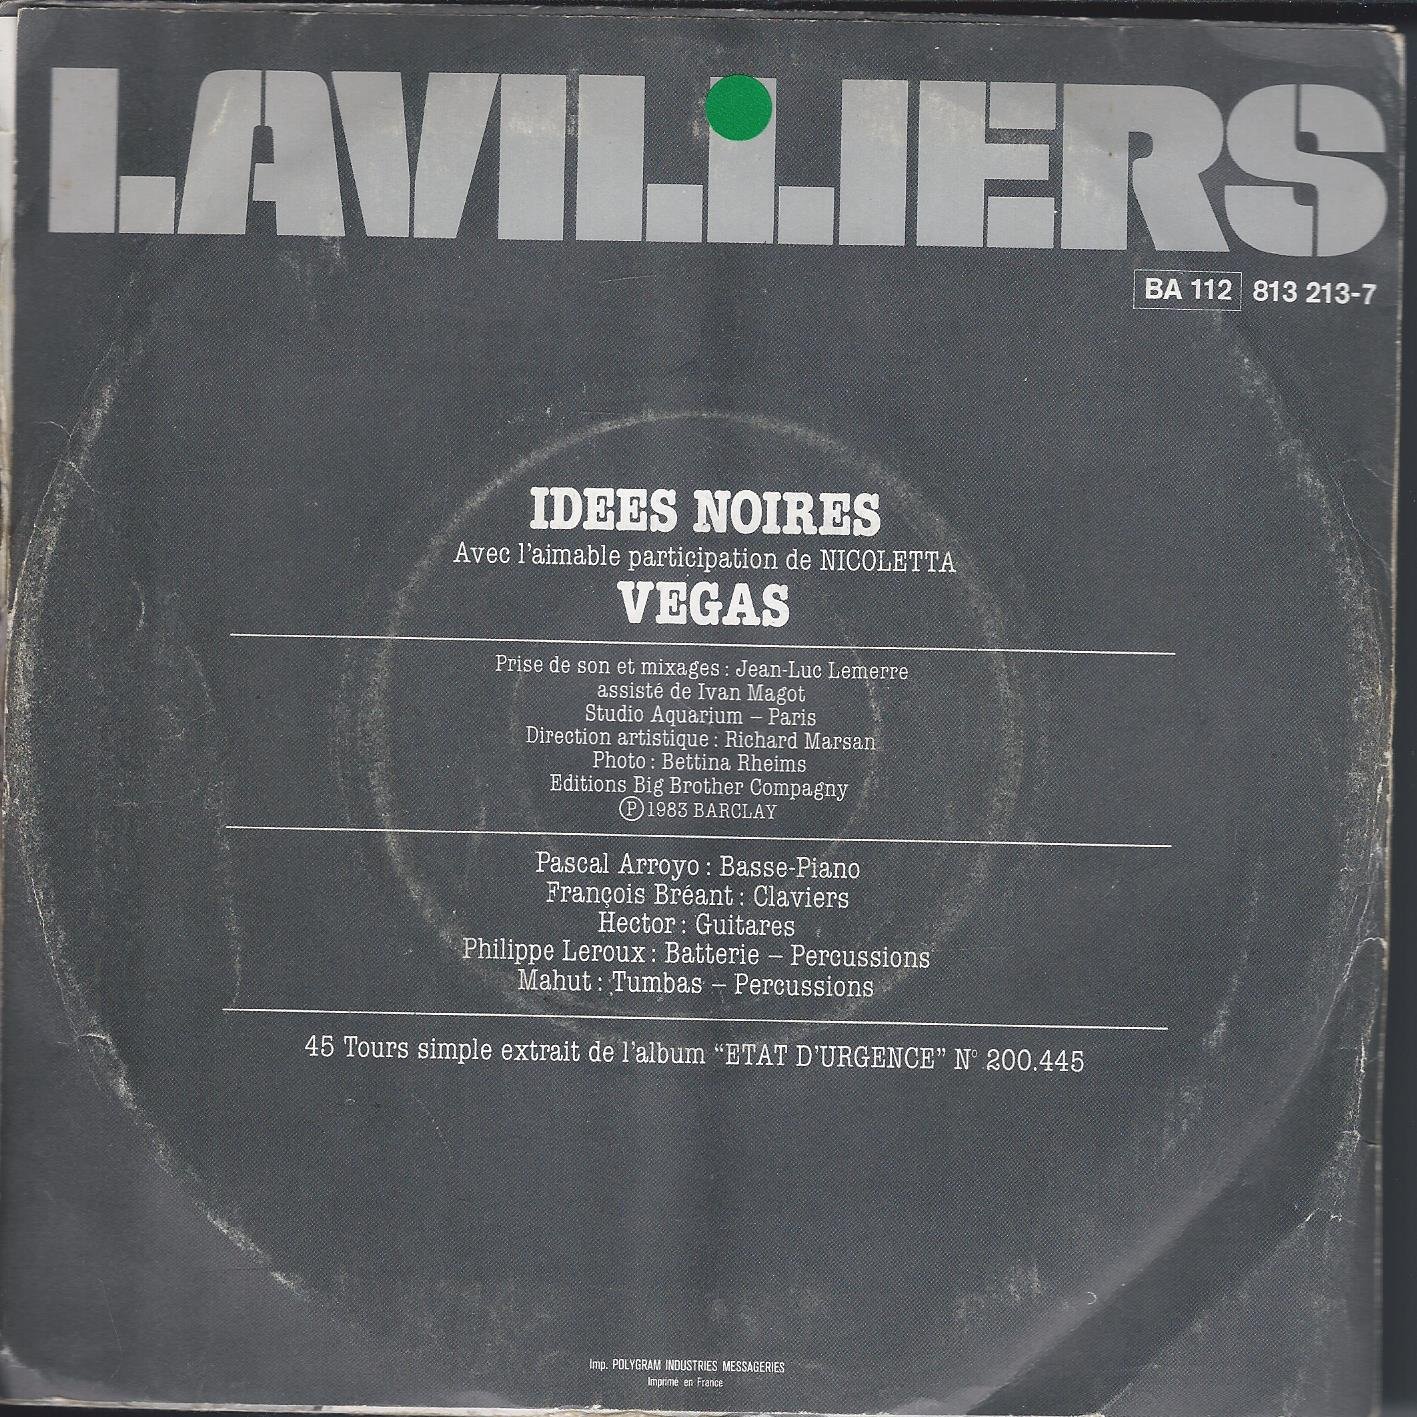 LAVILLIERS
BA 112 813 213-7
IDEES NOIRES
Avec l'aimable participation de NICOLETTA
VEGAS
Prise de son et mixages : Jean-Luc Lemerre
assisté de Ivan Magot
Studio Aquarium – Paris
Direction artistique : Richard Marsan
Photo : Bettina Rheims
Editions Big Brother Compagny
Ⓟ 1983 BARCLAY
Pascal Arroyo : Basse-Piano
François Bréant : Claviers
Hector : Guitares
Philippe Leroux : Batterie – Percussions
Mahut : Tumbas – Percussions
45 Tours simple extrait de l'album “ETAT D'URGENCE” N° 200.445
Imp. POLYGRAM INDUSTRIES MESSAGERIES
Imprimé en France